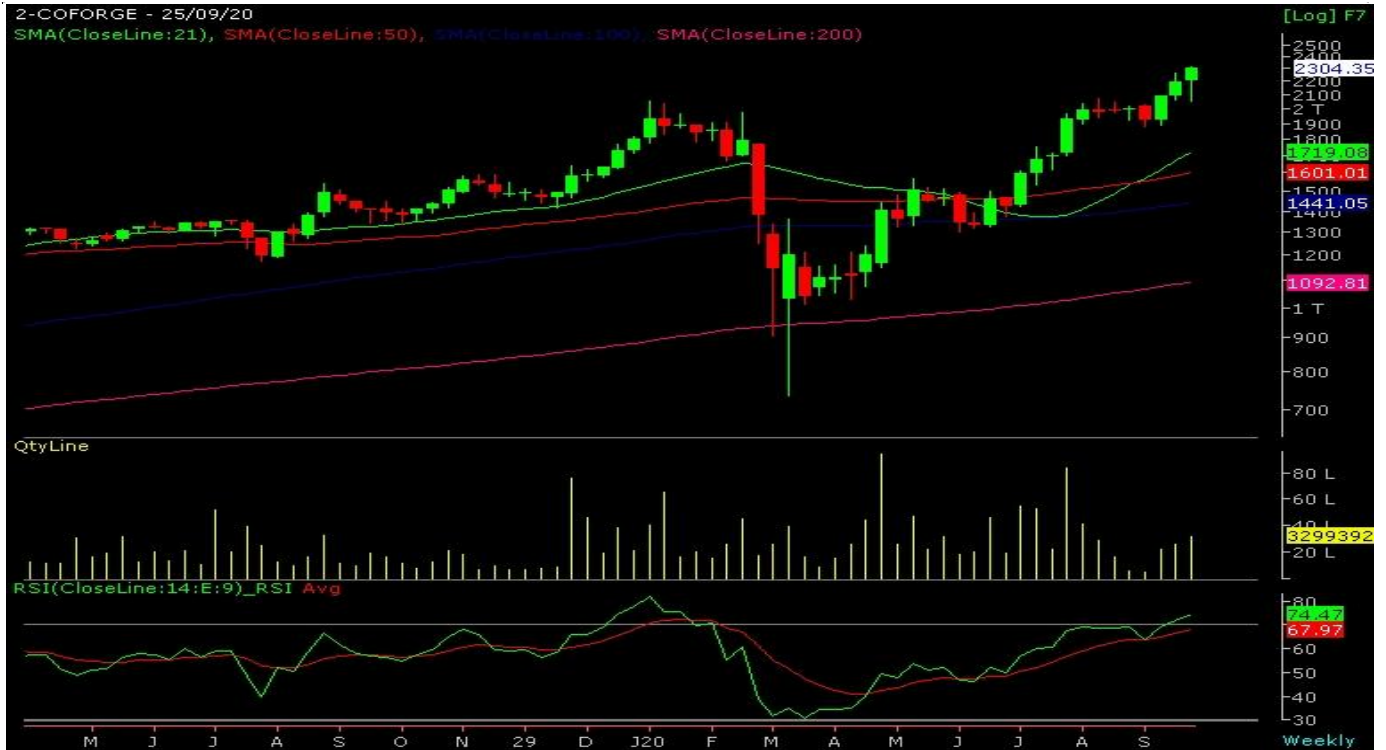 2-COFORGE - 25/09/20
[Log] F7
SMA(CloseLine:21), SMA(CloseLine:50), SMA(CloseLine:100), SMA(CloseLine:200)
2500
2400
2304.35
2200
2100
2 T
1900
1800
1719.08
1601.01
1500
1441.05
1400
1300
1200
1092.81
1 T
900
800
700
QtyLine
80 L
60 L
40 L
3299392
20 L
RSI(CloseLine:14:E:9)_RSI Avg
80
74.47
67.97
60
50
40
30
M J J A S O N 29 D J20 F M A M J J A S
Weekly